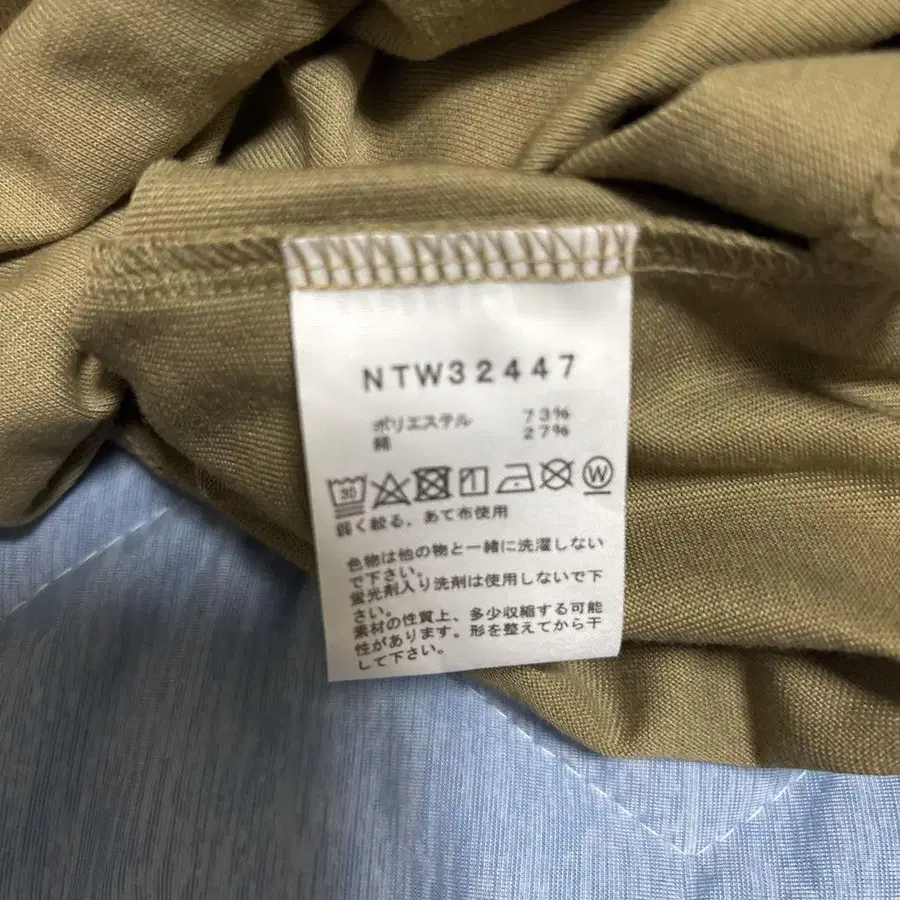 NTW32447
ポリエステル 73%
綿 27%
30 W
弱く絞る、あて布使用
色物は他の物と一緒に洗濯しない
で下さい。
蛍光剤入り洗剤は使用しないで下
さい。
素材の性質上、多少収縮する可能
性があります。形を整えてから干
して下さい。